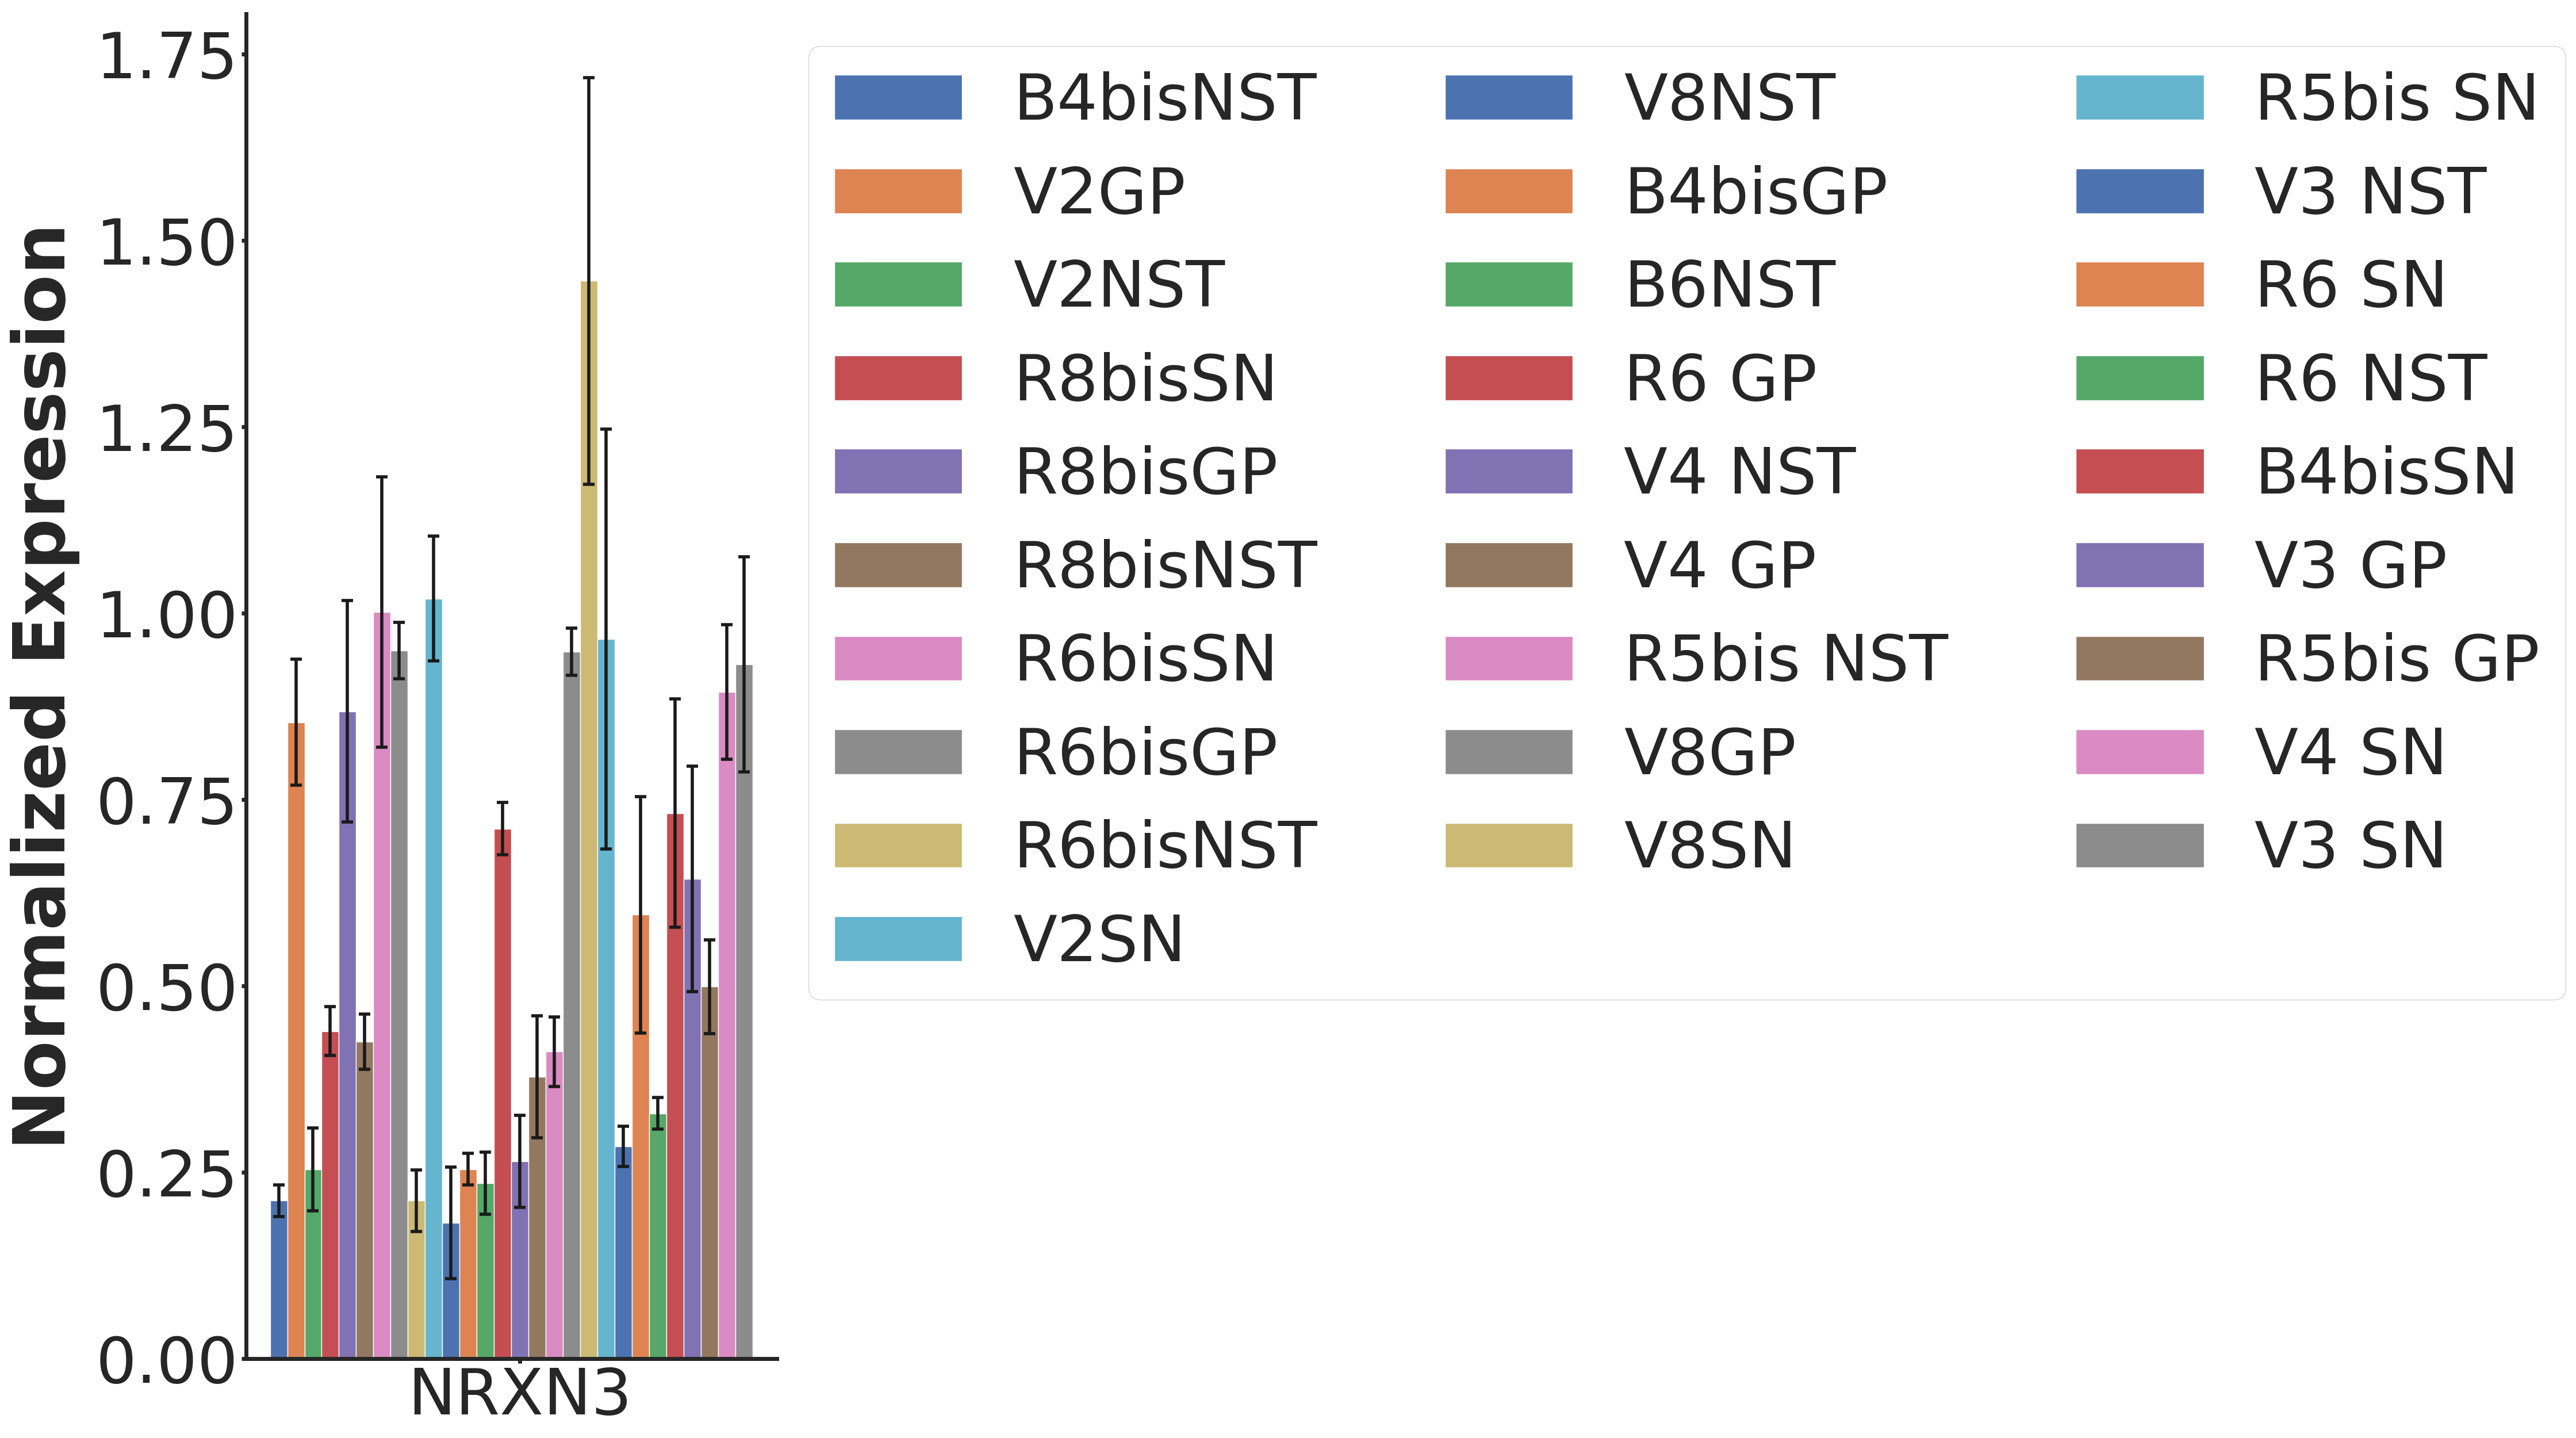 Normalized Expression
1.75
1.50
1.25
1.00
0.75
0.50
0.25
0.00
NRXN3
B4bisNST
V2GP
V2NST
R8bisSN
R8bisGP
R8bisNST
R6bisSN
R6bisGP
R6bisNST
V2SN
V8NST
B4bisGP
B6NST
R6 GP
V4 NST
V4 GP
R5bis NST
V8GP
V8SN
R5bis SN
V3 NST
R6 SN
R6 NST
B4bisSN
V3 GP
R5bis GP
V4 SN
V3 SN